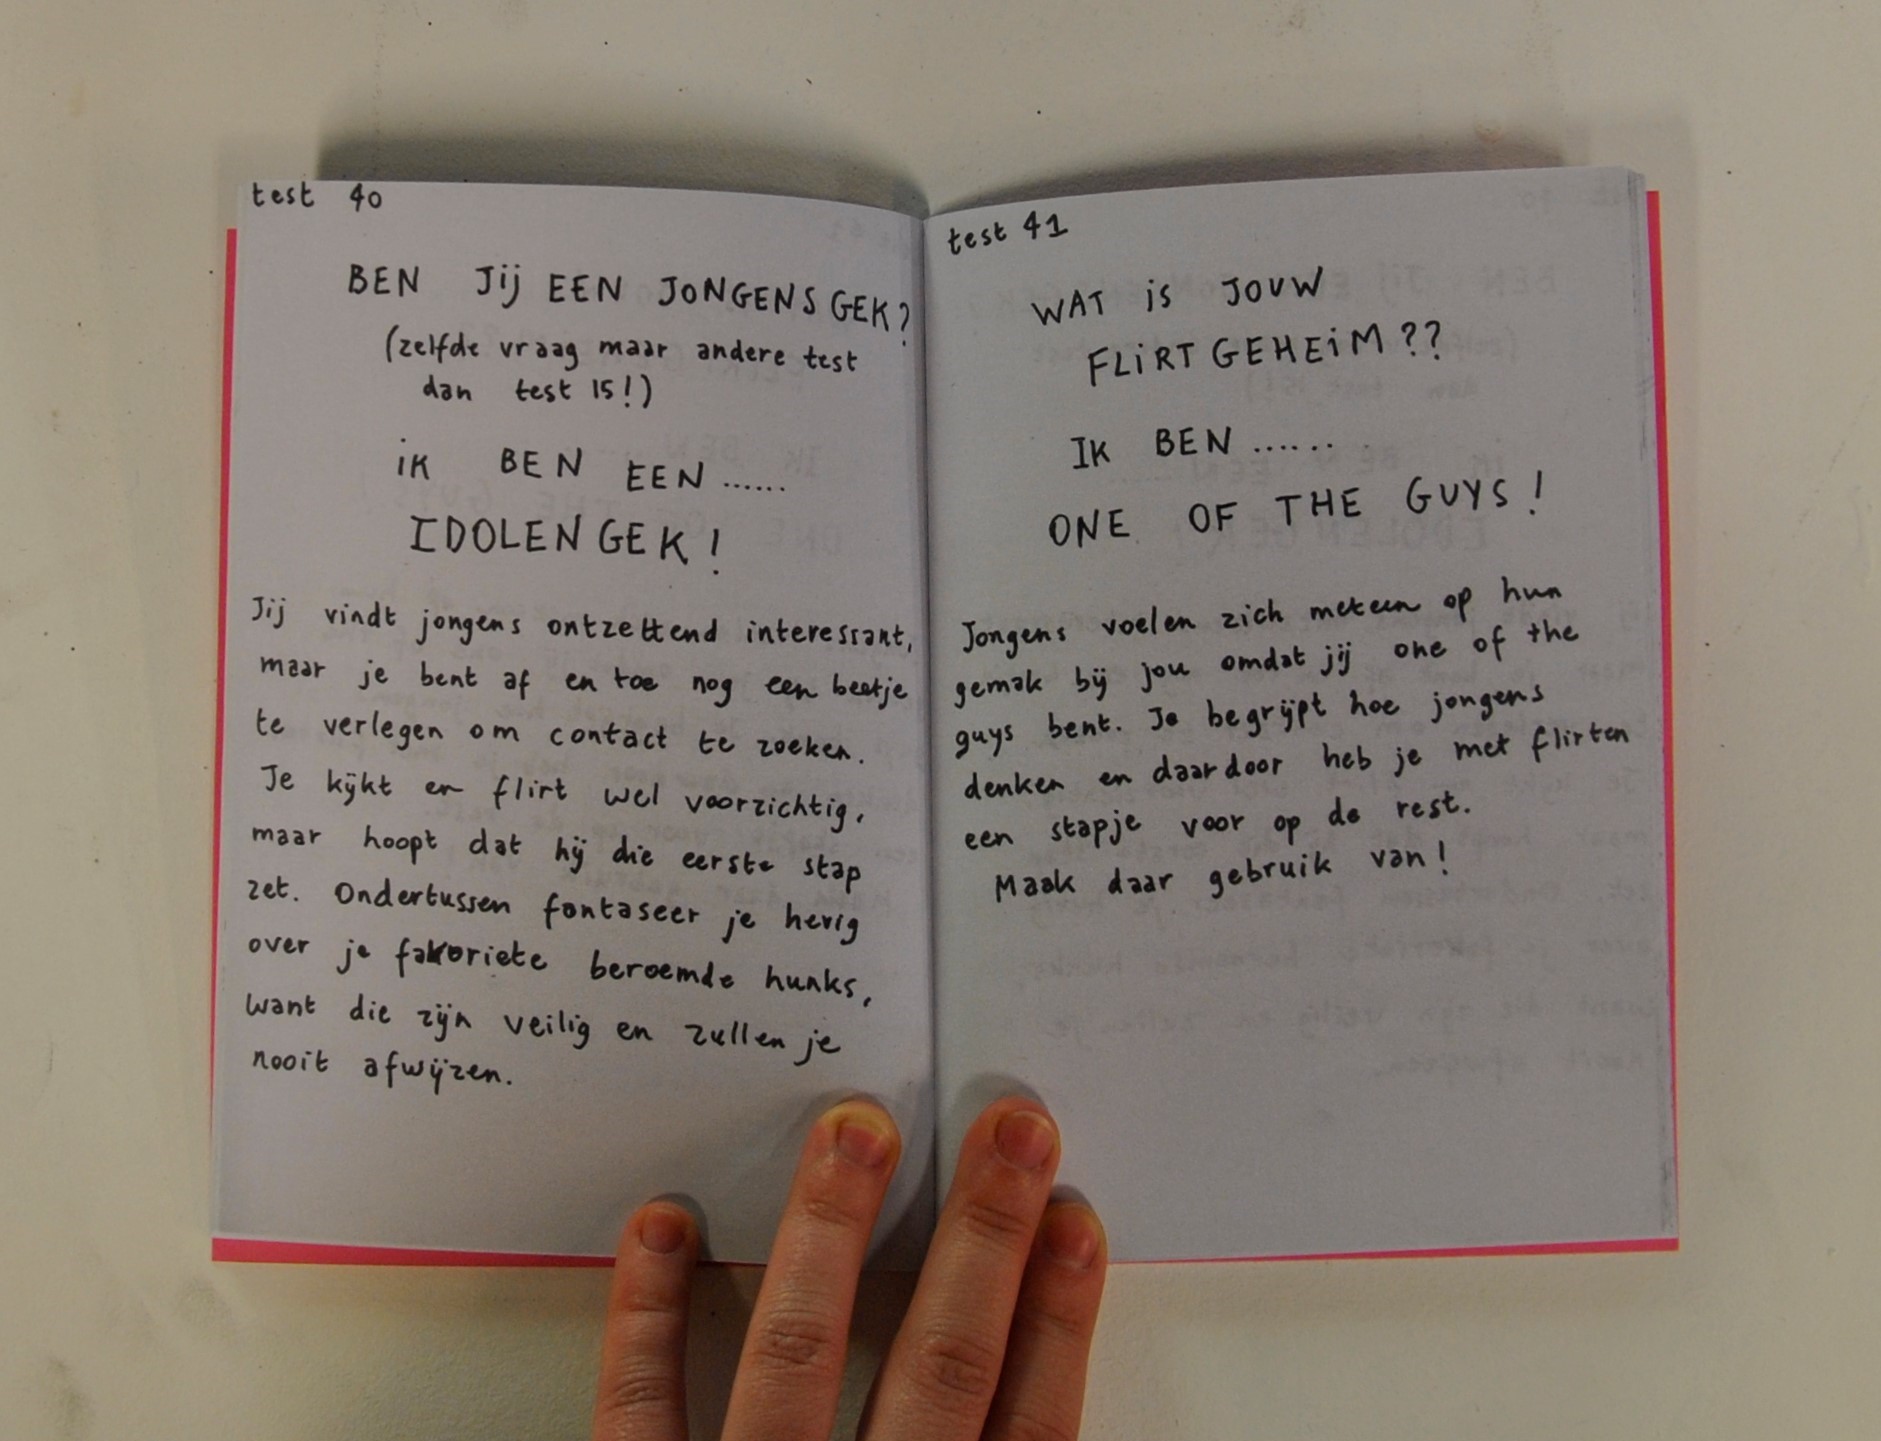 test 40
BEN Jij EEN JONGENSGEK?
(zelfde vraag maar andere test
dan test 15!)
iK BEN EEN ......
IDOLENGEK!
Jij vindt jongens ontzettend interessant,
maar je bent af en toe nog een beetje
te verlegen om contact te zoeken.
Je kijkt en flirt wel voorzichtig,
maar hoopt dat hij die eerste stap
zet. Ondertussen fantaseer je hevig
over je favoriete beroemde hunks,
want die zijn veilig en zullen je
nooit afwijzen.
test 41
WAT is JOUW
FLiRTGEHEiM??
IK BEN ......
ONE OF THE GUYS!
Jongens voelen zich meteen op hun
gemak bij jou omdat jij one of the
guys bent. Je begrijpt hoe jongens
denken en daardoor heb je met flirten
een stapje voor op de rest.
Maak daar gebruik van!